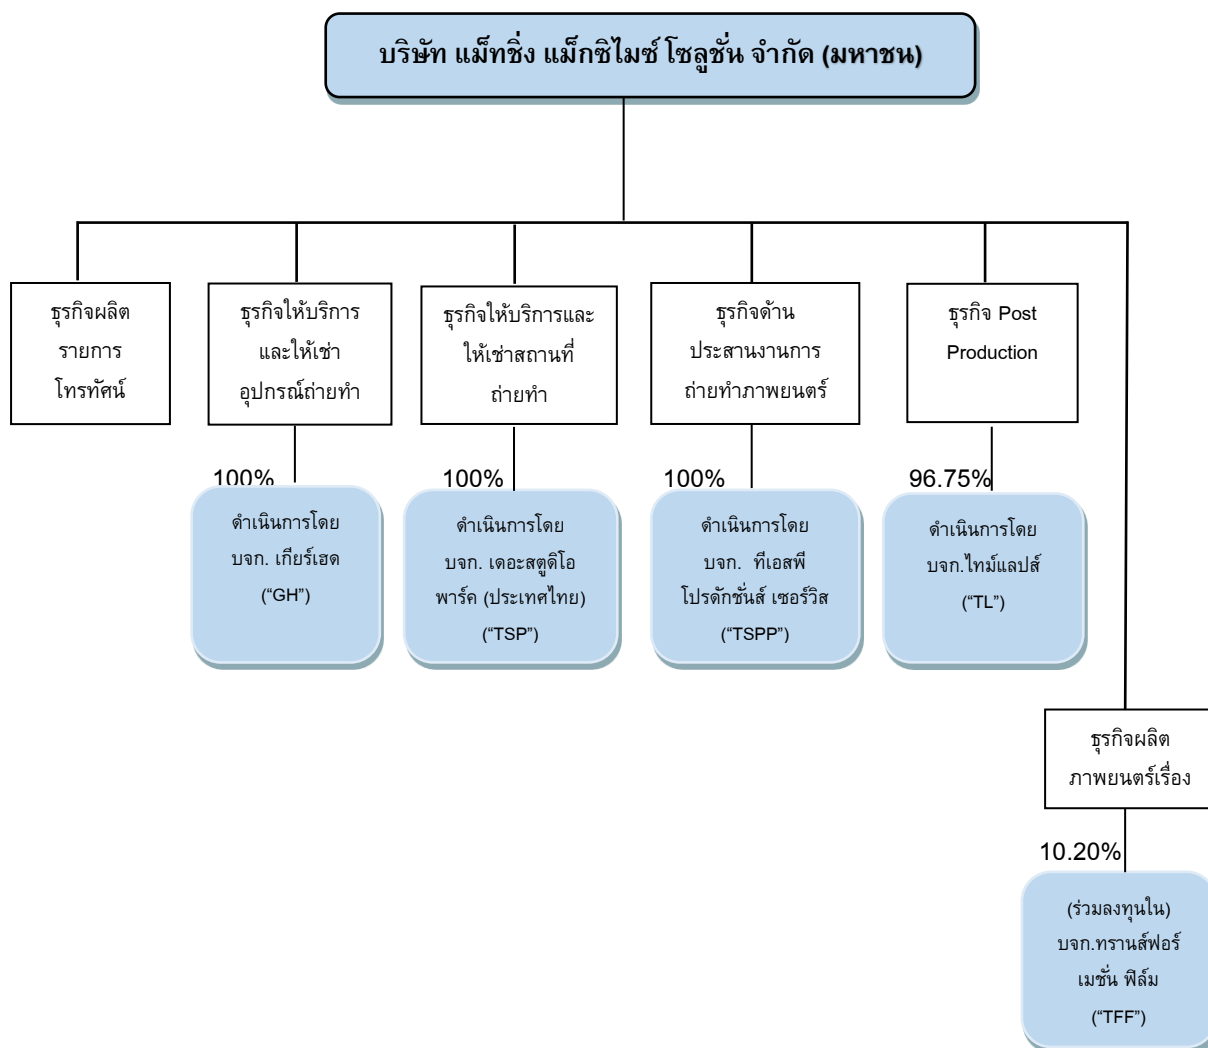 บริษัท แม็ทชิ่ง แม็กซิไมซ์ โซลูชั่น จำกัด (มหาชน)
ธุรกิจผลิต
รายการ
โทรทัศน์
ธุรกิจให้บริการ
และให้เช่า
อุปกรณ์ถ่ายทำ
ธุรกิจให้บริการและ
ให้เช่าสถานที่
ถ่ายทำ
ธุรกิจด้าน
ประสานงานการ
ถ่ายทำภาพยนตร์
ธุรกิจ Post
Production
100%
ดำเนินการโดย
บจก. เกียร์เฮด
(“GH”)
100%
ดำเนินการโดย
บจก. เดอะสตูดิโอ
พาร์ค (ประเทศไทย)
(“TSP”)
100%
ดำเนินการโดย
บจก. ทีเอสพี
โปรดักชั่นส์ เซอร์วิส
(“TSPP”)
96.75%
ดำเนินการโดย
บจก.ไทม์แลปส์
(“TL”)
ธุรกิจผลิต
ภาพยนตร์เรื่อง
10.20%
(ร่วมลงทุนใน)
บจก.ทรานส์ฟอร์
เมชั่น ฟิล์ม
(“TFF”)